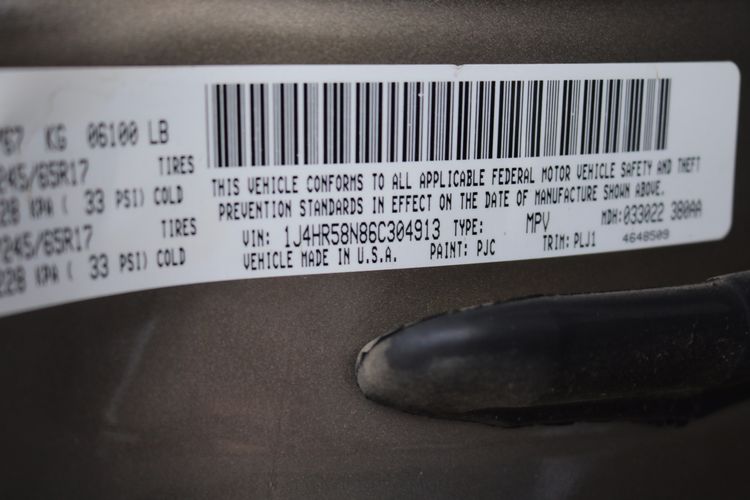 KG 06100 LB
245/65R17 TIRES
228 KPA ( 33 PSI) COLD
245/65R17 TIRES
228 KPA ( 33 PSI) COLD
THIS VEHICLE CONFORMS TO ALL APPLICABLE FEDERAL MOTOR VEHICLE SAFETY AND THEFT
PREVENTION STANDARDS IN EFFECT ON THE DATE OF MANUFACTURE SHOWN ABOVE.
VIN: 1J4HR58N86C304913 TYPE: MPV MDH: 033022 380AA
VEHICLE MADE IN U.S.A. PAINT: PJC TRIM: PLJ1 4648509